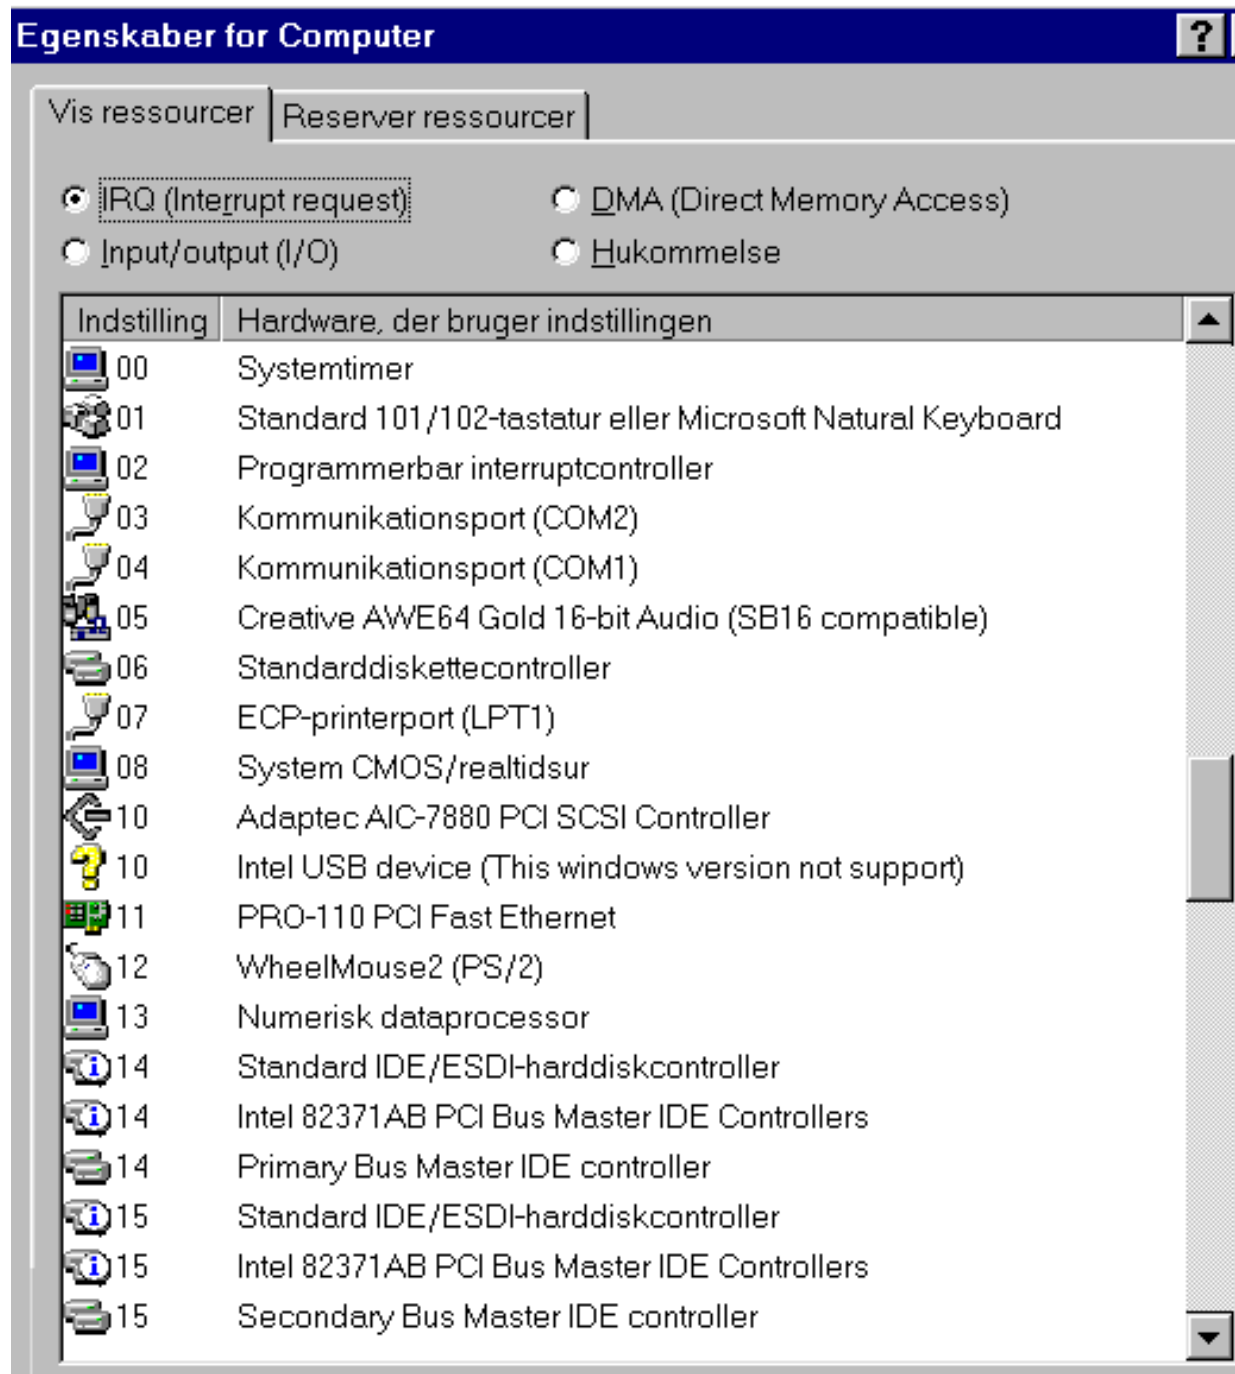 Egenskaber for Computer
?
Vis ressourcer Reserver ressourcer
IRQ (Interrupt request) DMA (Direct Memory Access)
Input/output (I/O) Hukommelse
Indstilling Hardware, der bruger indstillingen
00 Systemtimer
01 Standard 101/102-tastatur eller Microsoft Natural Keyboard
02 Programmerbar interruptcontroller
03 Kommunikationsport (COM2)
04 Kommunikationsport (COM1)
05 Creative AWE64 Gold 16-bit Audio (SB16 compatible)
06 Standarddiskettecontroller
07 ECP-printerport (LPT1)
08 System CMOS/realtidsur
10 Adaptec AIC-7880 PCI SCSI Controller
10 Intel USB device (This windows version not support)
11 PRO-110 PCI Fast Ethernet
12 WheelMouse2 (PS/2)
13 Numerisk dataprocessor
14 Standard IDE/ESDI-harddiskcontroller
14 Intel 82371AB PCI Bus Master IDE Controllers
14 Primary Bus Master IDE controller
15 Standard IDE/ESDI-harddiskcontroller
15 Intel 82371AB PCI Bus Master IDE Controllers
15 Secondary Bus Master IDE controller